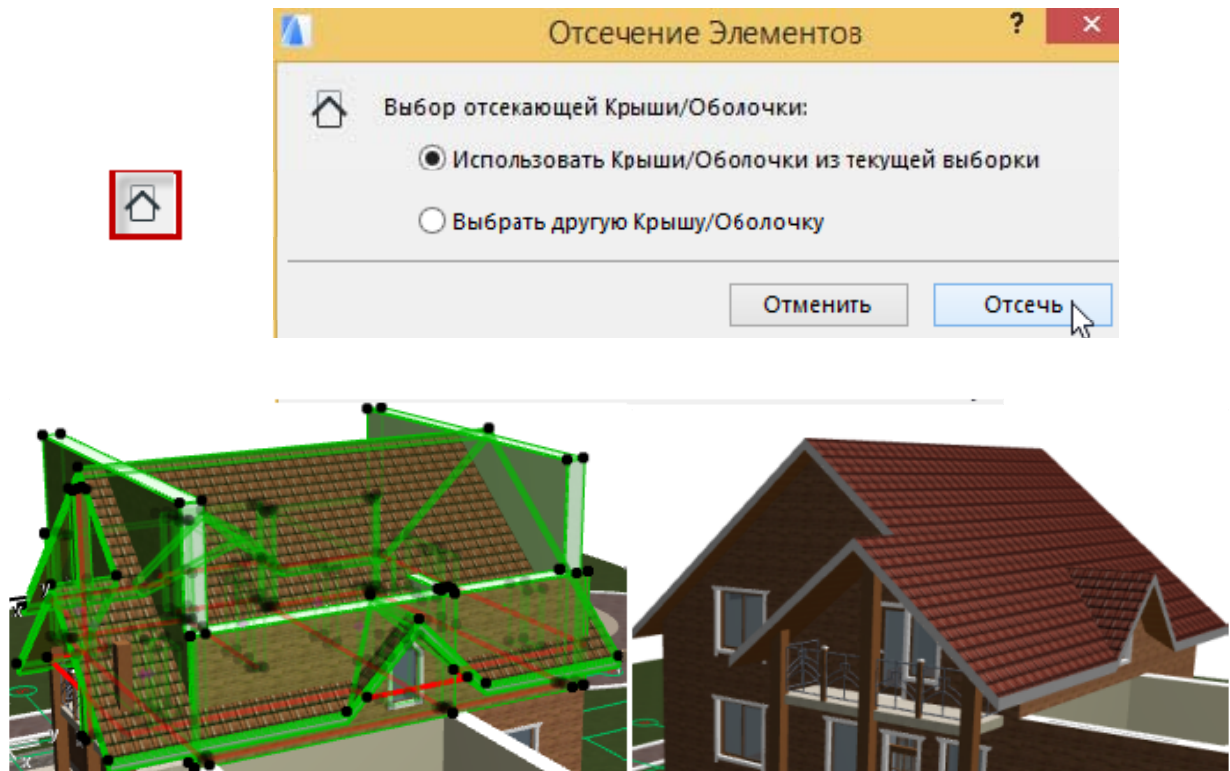 Отсечение Элементов
?
Выбор отсекающей Крыши/Оболочки:
Использовать Крыши/Оболочки из текущей выборки
Выбрать другую Крышу/Оболочку
Отменить
Отсечь